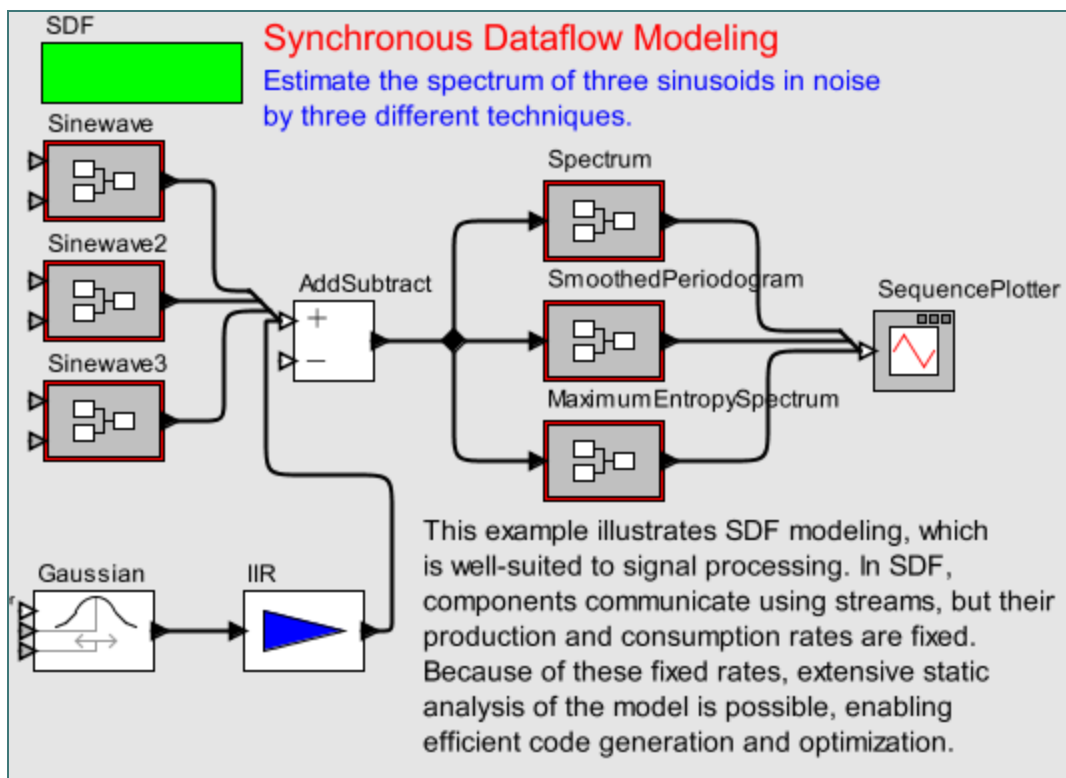 SDF
Synchronous Dataflow Modeling
Estimate the spectrum of three sinusoids in noise
by three different techniques.
Sinewave
Spectrum
Sinewave2
AddSubtract
SmoothedPeriodogram
SequencePlotter
+
−
Sinewave3
MaximumEntropySpectrum
This example illustrates SDF modeling, which
is well-suited to signal processing. In SDF,
components communicate using streams, but their
production and consumption rates are fixed.
Because of these fixed rates, extensive static
analysis of the model is possible, enabling
efficient code generation and optimization.
Gaussian
IIR
r